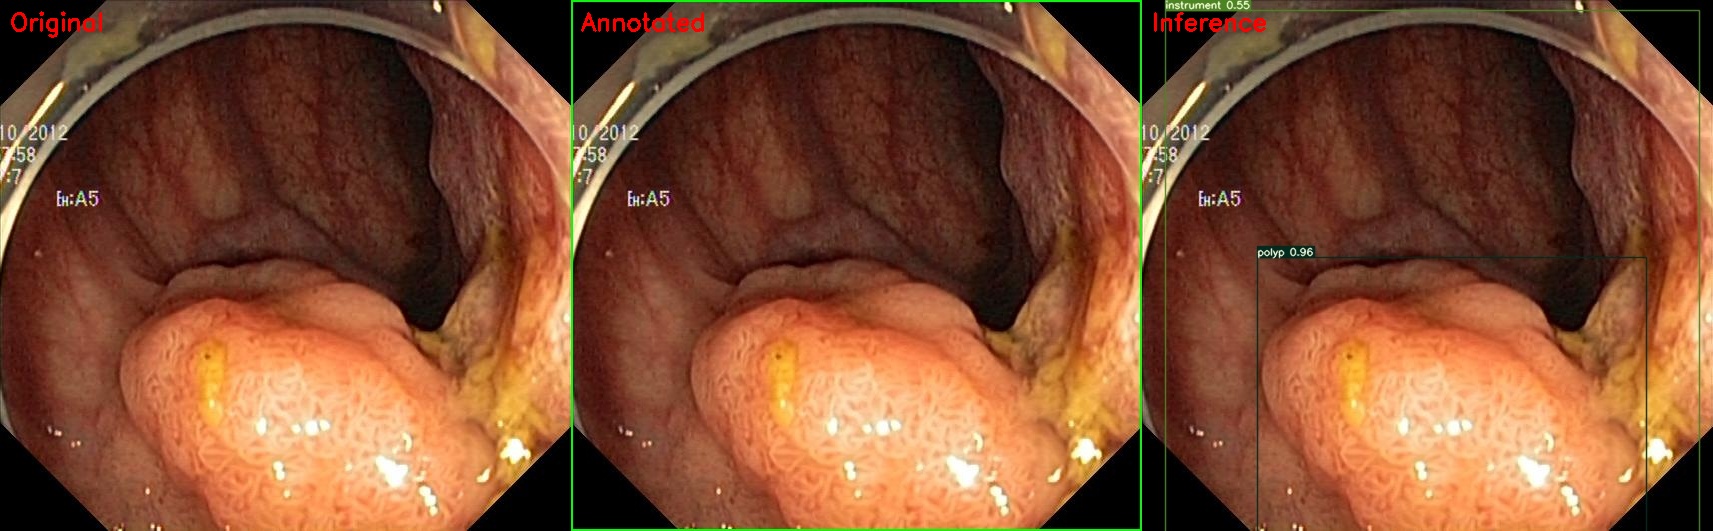 Original
10/2012
7:58
:7
Eh:A5
Annotated
10/2012
7:58
:7
Eh:A5
instrument 0.55
Inference
10/2012
7:58
:7
Eh:A5
polyp 0.96